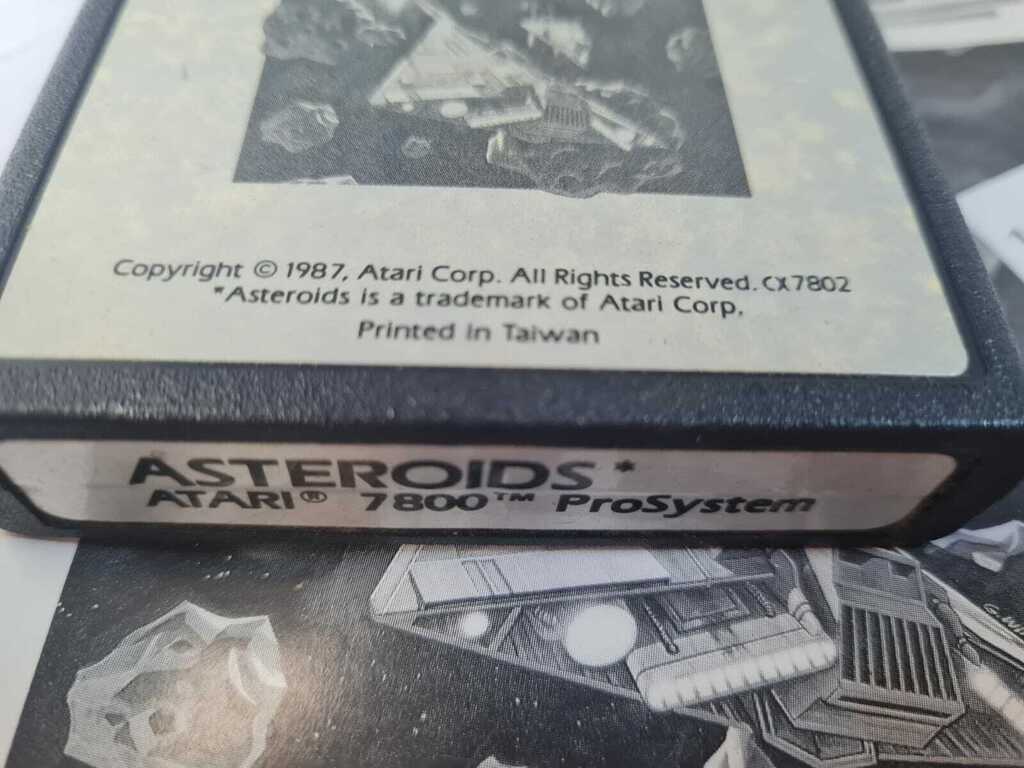 Copyright © 1987, Atari Corp. All Rights Reserved. CX7802
*Asteroids is a trademark of Atari Corp.
Printed in Taiwan
ASTEROIDS*
ATARI® 7800™ ProSystem